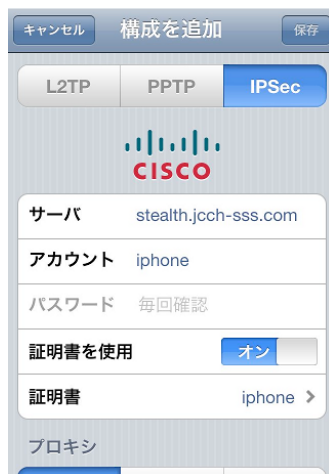 キャンセル 構成を追加 保存
L2TP PPTP IPSec
CISCO
サーバ stealth.jcch-sss.com
アカウント iphone
パスワード 毎回確認
証明書を使用 オン
証明書 iphone
プロキシ